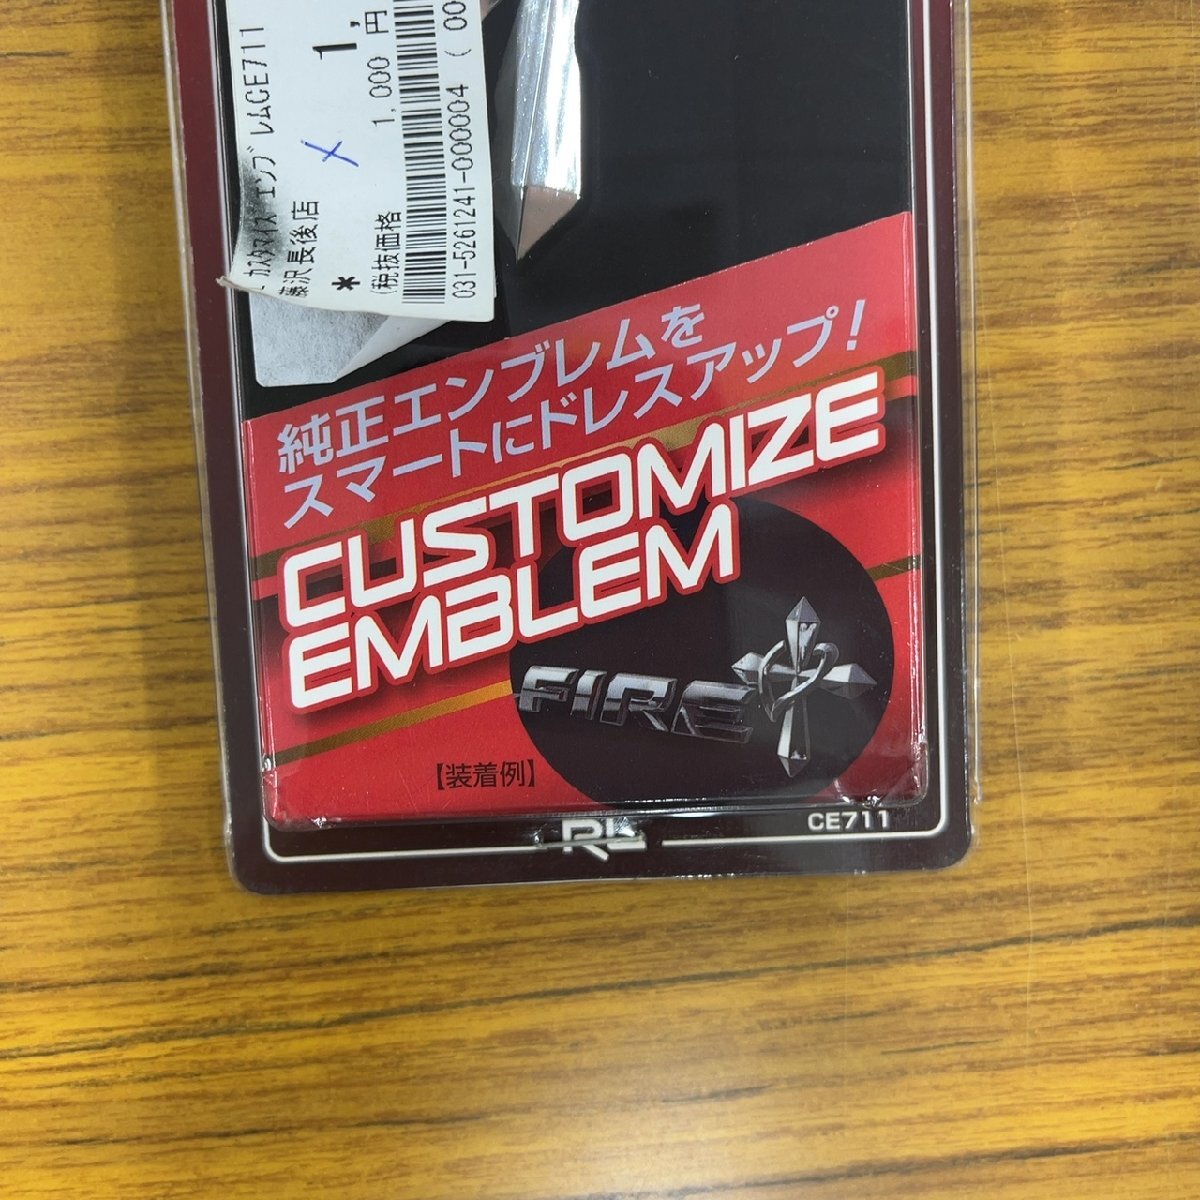 カスタマイズ エンブレムCE711
藤沢長後店
*
1,
1,000 円
(税抜価格
031-5261241-000004 ( 00
純正エンブレムを
スマートにドレスアップ!
CUSTOMIZE
EMBLEM
FIRE
【装着例】
RL
CE711